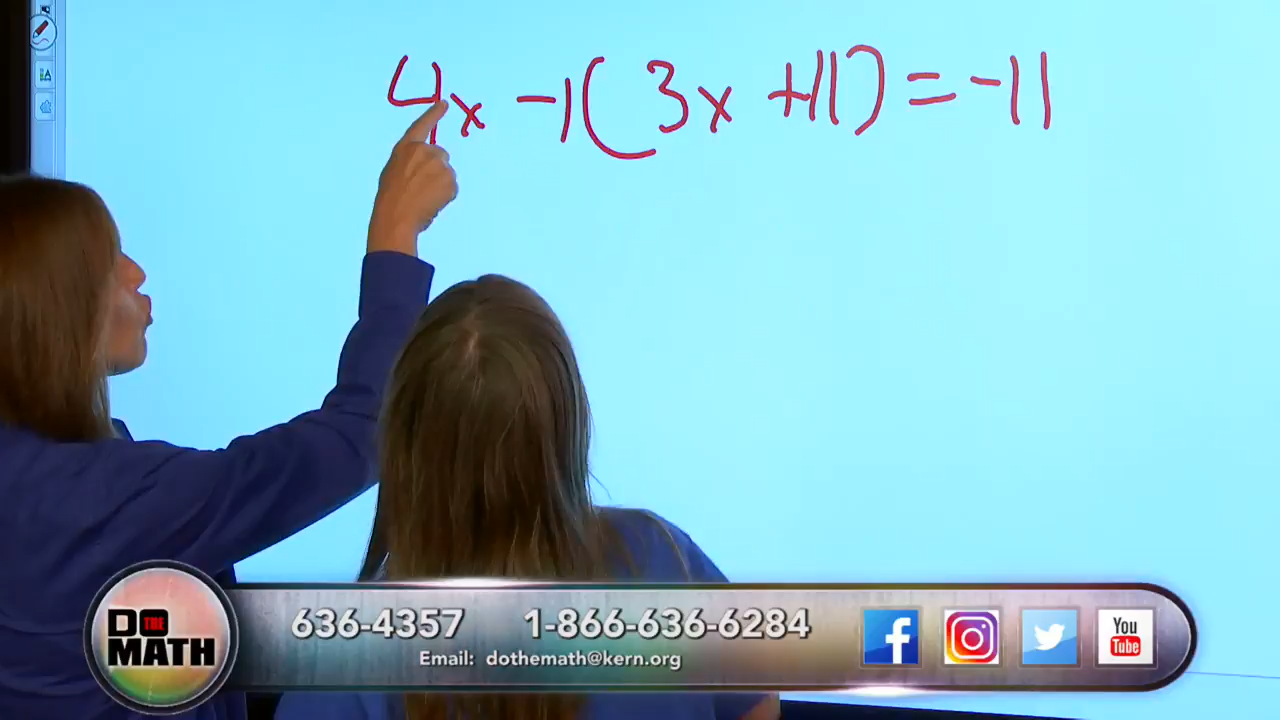 4x -1(3x +11) = -11
DO THE MATH
636-4357 1-866-636-6284
Email: dothemath@kern.org
You Tube